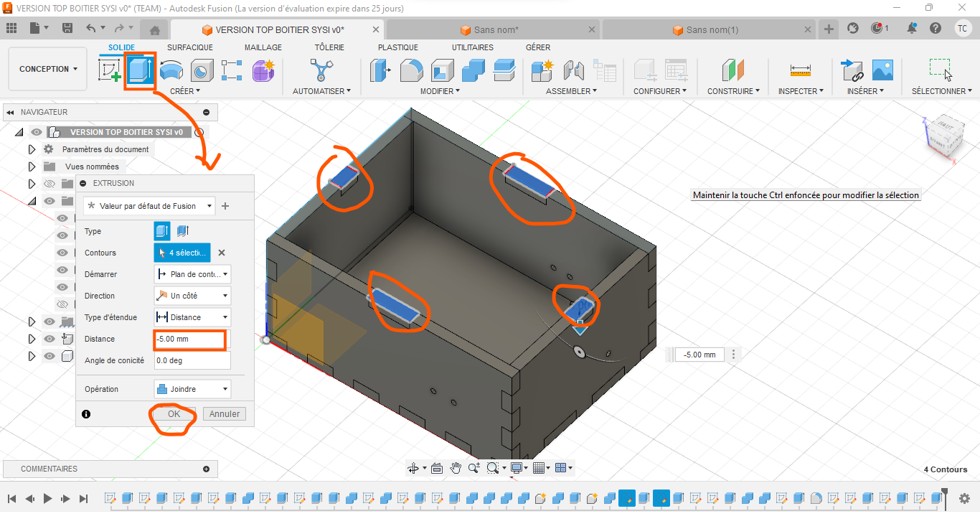 VERSION TOP BOITIER SYSI v0* (TEAM) - Autodesk Fusion (La version d'évaluation expire dans 25 jours)
VERSION TOP BOITIER SYSI v0*
Sans nom*
Sans nom(1)
1
TC
SOLIDE SURFACIQUE MAILLAGE TÔLERIE PLASTIQUE UTILITAIRES GÉRER
CONCEPTION
CRÉER AUTOMATISER MODIFIER ASSEMBLER CONFIGURER CONSTRUIRE INSPECTER INSÉRER SÉLECTIONNER
NAVIGATEUR
VERSION TOP BOITIER SYSI v0
Paramètres du document
Vues nommées
EXTRUSION
Valeur par défaut de Fusion
Type
Contours 4 sélecti...
Démarrer Plan de cont...
Direction Un côté
Type d'étendue Distance
Distance -5.00 mm
Angle de conicité 0.0 deg
Opération Joindre
OK Annuler
Maintenir la touche Ctrl enfoncée pour modifier la sélection
-5.00 mm
COMMENTAIRES
4 Contours